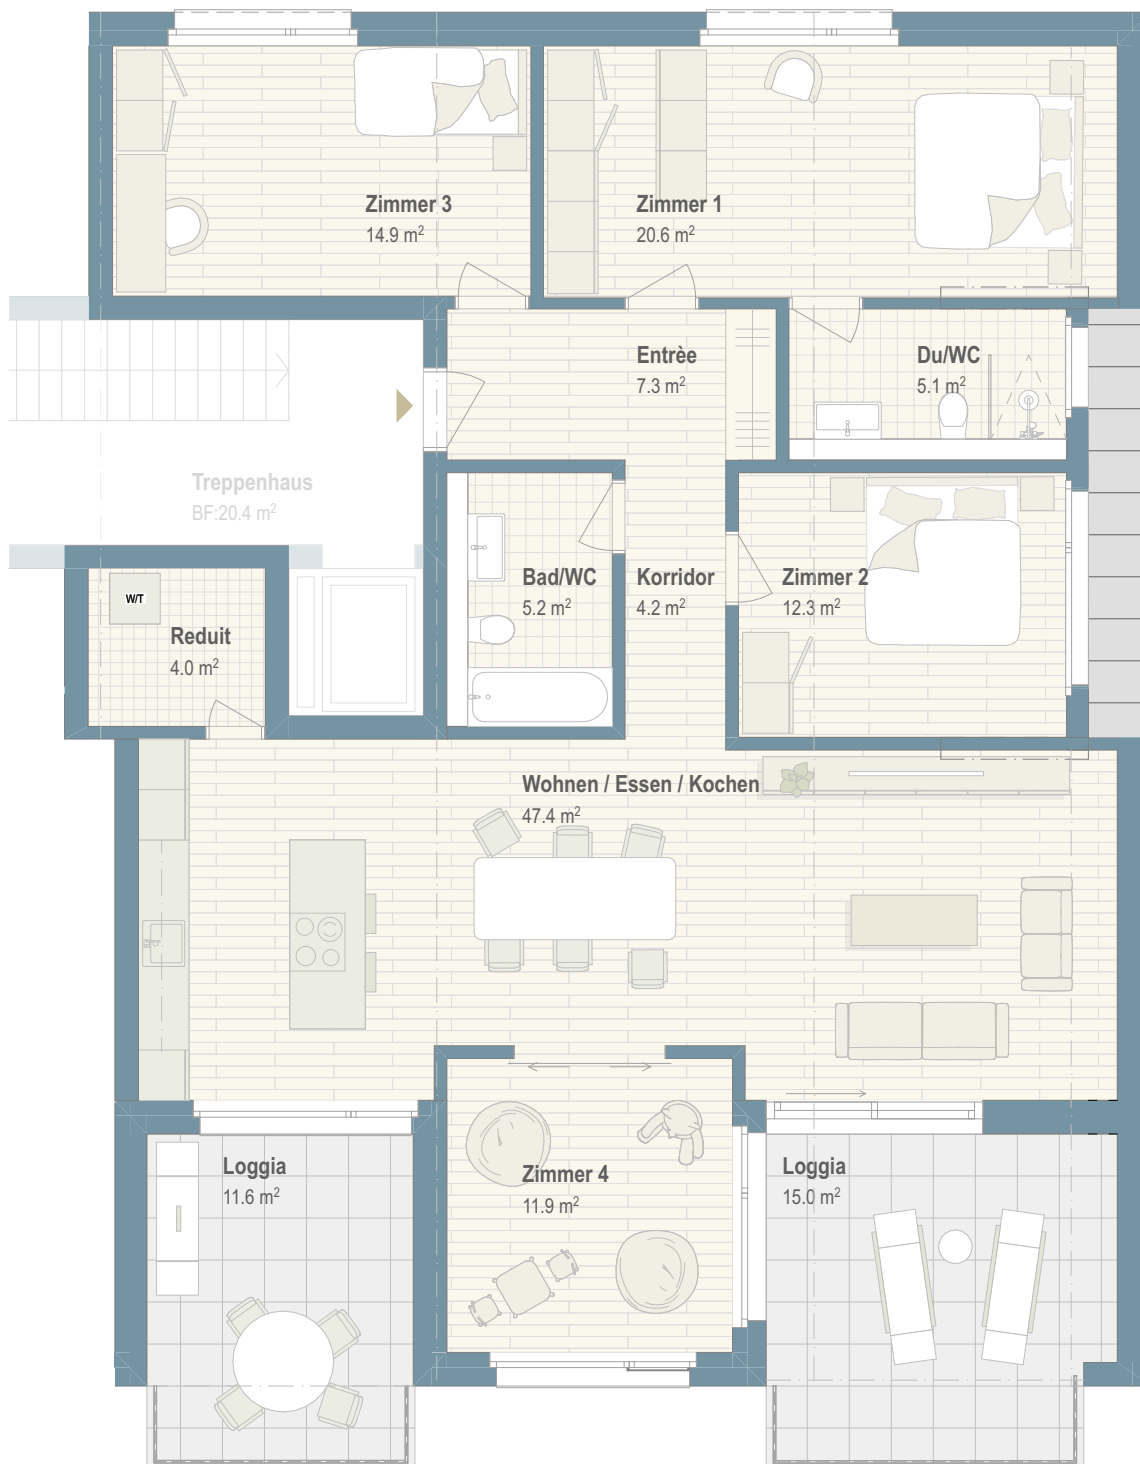 Zimmer 3
14.9 m²
Zimmer 1
20.6 m²
Entrèe
7.3 m²
Du/WC
5.1 m²
Treppenhaus
BF:20.4 m²
Bad/WC
5.2 m²
Korridor
4.2 m²
Zimmer 2
12.3 m²
W/T
Reduit
4.0 m²
Wohnen / Essen / Kochen
47.4 m²
Loggia
11.6 m²
Zimmer 4
11.9 m²
Loggia
15.0 m²